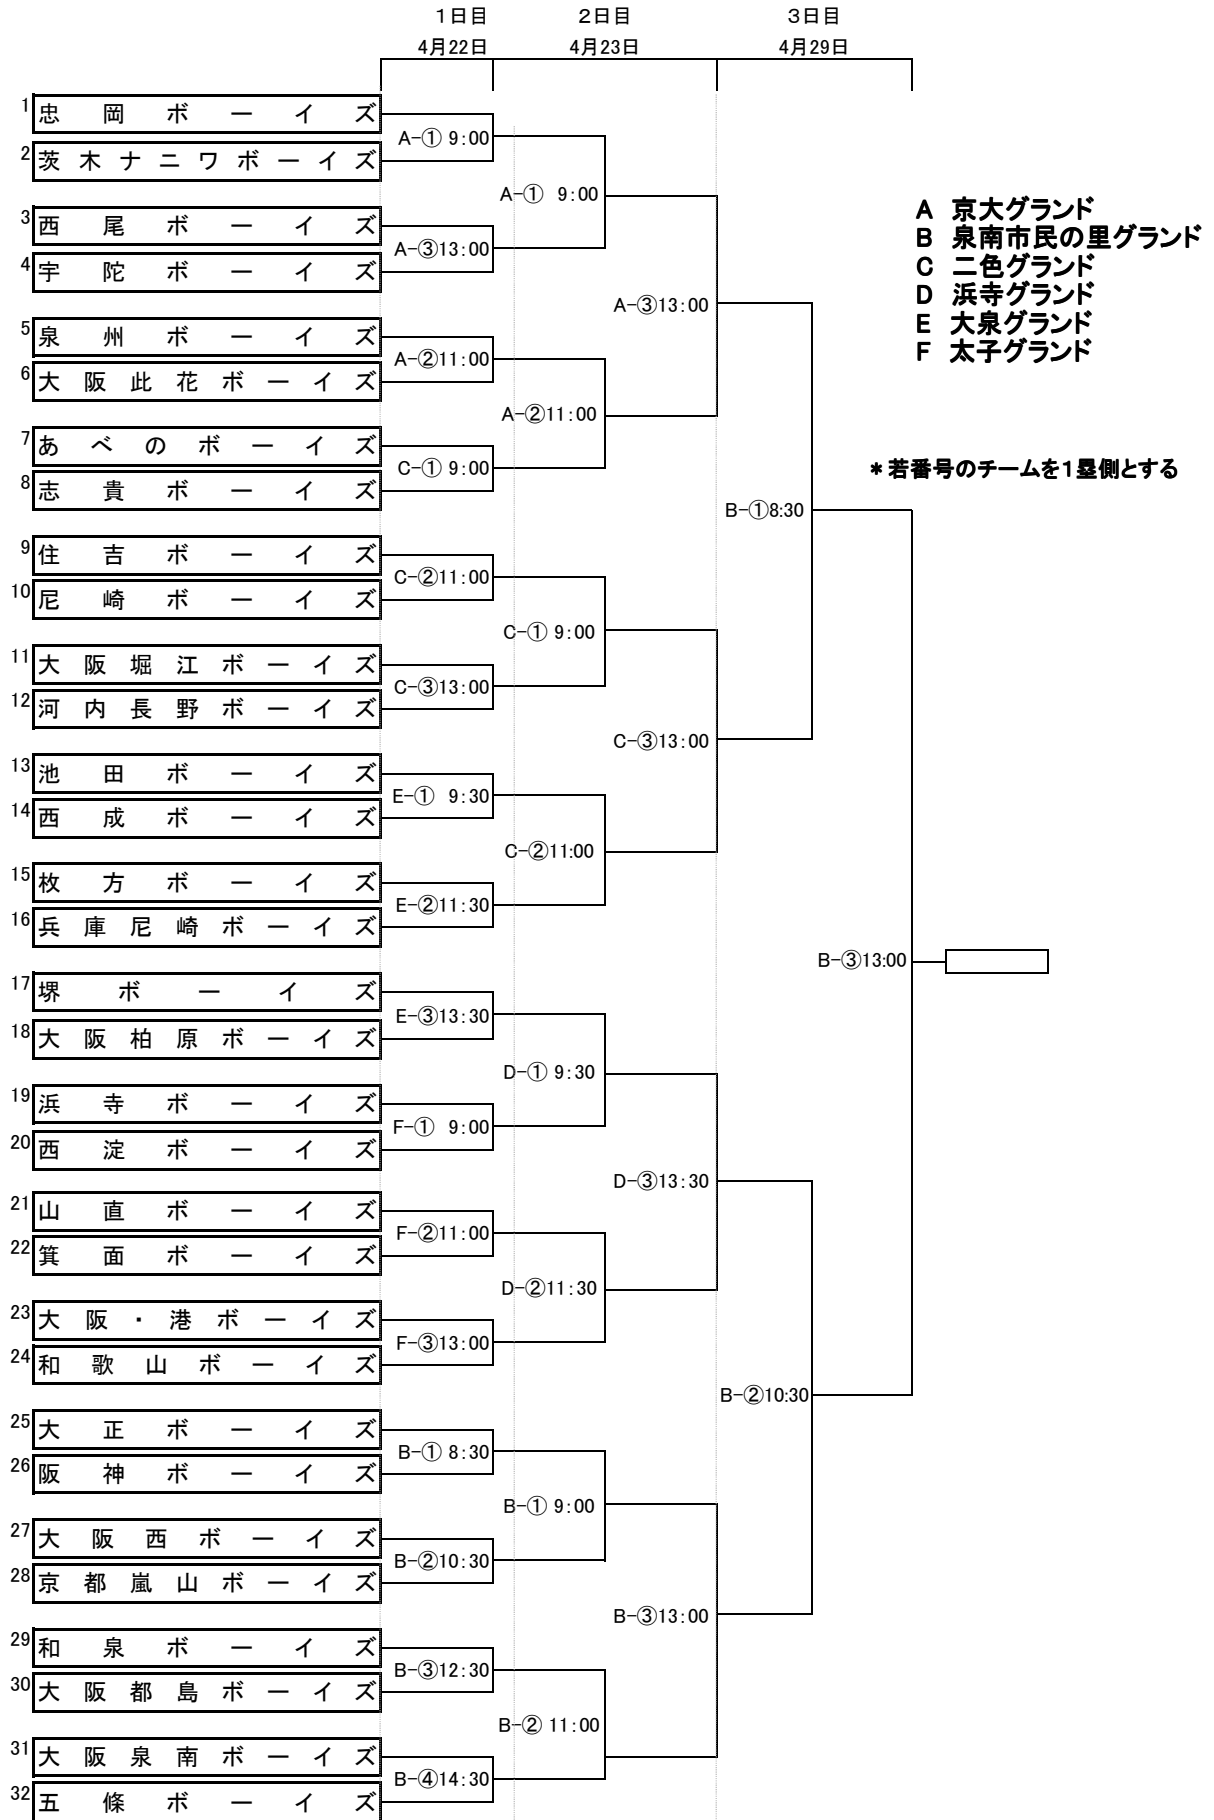 1日目 2日目 3日目
4月22日 4月23日 4月29日
1 忠岡ボーイズ
A-① 9:00
2 茨木ナニワボーイズ
A-① 9:00
3 西尾ボーイズ
A-③13:00
4 宇陀ボーイズ
A-③13:00
5 泉州ボーイズ
A-②11:00
6 大阪此花ボーイズ
A-②11:00
7 あべのボーイズ
C-① 9:00
8 志貴ボーイズ
B-①8:30
9 住吉ボーイズ
C-②11:00
10 尼崎ボーイズ
C-① 9:00
11 大阪堀江ボーイズ
C-③13:00
12 河内長野ボーイズ
C-③13:00
13 池田ボーイズ
E-① 9:30
14 西成ボーイズ
C-②11:00
15 枚方ボーイズ
E-②11:30
16 兵庫尼崎ボーイズ
B-③13:00
17 堺ボーイズ
E-③13:30
18 大阪柏原ボーイズ
D-① 9:30
19 浜寺ボーイズ
F-① 9:00
20 西淀ボーイズ
D-③13:30
21 山直ボーイズ
F-②11:00
22 箕面ボーイズ
D-②11:30
23 大阪・港ボーイズ
F-③13:00
24 和歌山ボーイズ
B-②10:30
25 大正ボーイズ
B-① 8:30
26 阪神ボーイズ
B-① 9:00
27 大阪西ボーイズ
B-②10:30
28 京都嵐山ボーイズ
B-③13:00
29 和泉ボーイズ
B-③12:30
30 大阪都島ボーイズ
B-② 11:00
31 大阪泉南ボーイズ
B-④14:30
32 五條ボーイズ
A 京大グランド
B 泉南市民の里グランド
C 二色グランド
D 浜寺グランド
E 大泉グランド
F 太子グランド
*若番号のチームを1塁側とする